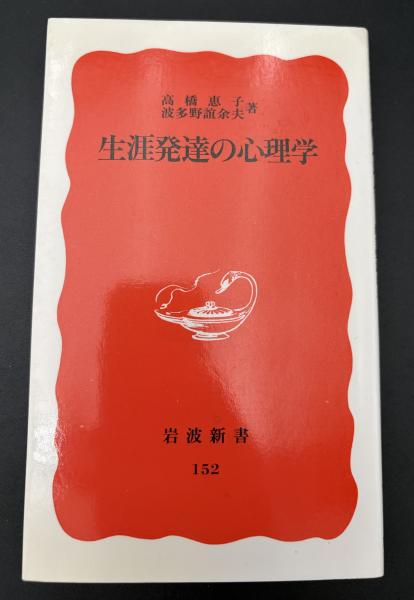 高橋恵子
波多野誼余夫 著
生涯発達の心理学
岩波新書
152